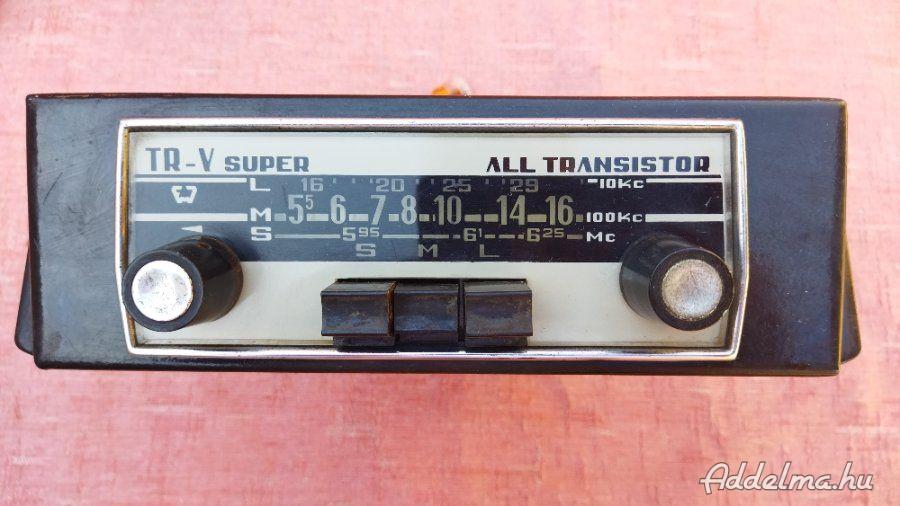 TR-V SUPER ALL TRANSISTOR
L 16 20 25 29 10Kc
M 5⁵ 6 7 8 10 14 16 100Kc
S 5⁹⁵ 6¹ 6²⁵ Mc
S M L
Addelma.hu